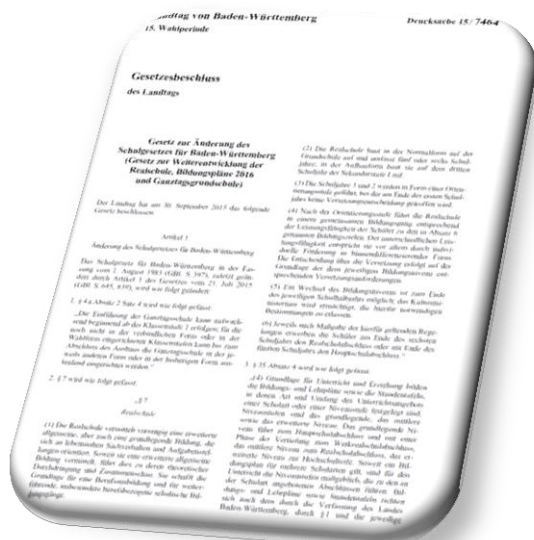 Landtag von Baden-Württemberg
15. Wahlperiode
Drucksache 15 / 7464
Gesetzesbeschluss
des Landtags
Gesetz zur Änderung des
Schulgesetzes für Baden-Württemberg
(Gesetz zur Weiterentwicklung der
Realschule, Bildungspläne 2016
und Ganztagsgrundschule)
Der Landtag hat am 30. September 2015 das folgende
Gesetz beschlossen:
Artikel 1
Änderung des Schulgesetzes für Baden-Württemberg
Das Schulgesetz für Baden-Württemberg in der Fas-
sung vom 1. August 1983 (GBl. S. 397), zuletzt geän-
dert durch Artikel 1 des Gesetzes vom 21. Juli 2015
(GBl. S. 645), wird wie folgt geändert:
1. § 4 a Absatz 2 Satz 4 wird wie folgt gefasst:
„Die Einführung der Ganztagsschule kann aufwach-
send beginnend ab der Klassenstufe 1 erfolgen; für die
noch nicht in der verbindlichen Form oder in der
Wahlform eingerichteten Klassenstufen kann bis zum
Abschluss des Ausbaus die Ganztagsschule in der je-
weils anderen Form oder in der bisherigen Form aus-
laufend eingerichtet werden.“
2. § 7 wird wie folgt gefasst:
„§ 7
Realschule
(1) Die Realschule vermittelt vorrangig eine erweiterte
allgemeine, aber auch eine grundlegende Bildung, die
sich an lebensnahen Sachverhalten und Aufgabenstel-
lungen orientiert. Soweit sie eine erweiterte allgemeine
Bildung vermittelt, führt dies zu deren theoretischer
Durchdringung und Zusammenschau. Sie schafft die
Grundlage für eine Berufsausbildung und für weiter-
führende, insbesondere berufsbezogene schulische Bil-
dungsgänge.
(2) Die Realschule baut in der Normalform auf der
Grundschule auf und umfasst fünf oder sechs Schul-
jahre; in der Aufbauform baut sie auf dem dritten
Schuljahr der Sekundarstufe I auf.
(3) Die Schuljahre 1 und 2 werden in Form einer Orien-
tierungsstufe geführt, bei der am Ende des ersten Schul-
jahrs keine Versetzungsentscheidung getroffen wird.
(4) Nach der Orientierungsstufe führt die Realschule
in einem gemeinsamen Bildungsgang entsprechend
der Leistungsfähigkeit der Schüler zu den in Absatz 6
genannten Bildungszielen. Der unterschiedlichen Leis-
tungsfähigkeit entspricht sie vor allem durch indivi-
duelle Förderung in binnendifferenzierender Form.
Die Entscheidung über die Versetzung erfolgt auf der
Grundlage der dem jeweiligen Bildungsniveau ent-
sprechenden Versetzungsanforderungen.
(5) Ein Wechsel des Bildungsniveaus ist zum Ende
des jeweiligen Schulhalbjahrs möglich; das Kultusmi-
nisterium wird ermächtigt, die hierfür notwendigen
Bestimmungen zu erlassen.
(6) Jeweils nach Maßgabe der hierfür geltenden Rege-
lungen erwerben die Schüler am Ende des sechsten
Schuljahrs den Realschulabschluss oder am Ende des
fünften Schuljahrs den Hauptschulabschluss.“
3. § 35 Absatz 4 wird wie folgt gefasst:
„(4) Grundlage für Unterricht und Erziehung bilden
die Bildungs- und Lehrpläne sowie die Stundentafeln,
in denen Art und Umfang des Unterrichtsangebots
einer Schulart oder einer Niveaustufe festgelegt sind.
Niveaustufen sind das grundlegende, das mittlere
sowie das erweiterte Niveau. Das grundlegende Ni-
veau führt zum Hauptschulabschluss und mit einer
Phase der Vertiefung zum Werkrealschulabschluss,
das mittlere Niveau zum Realschulabschluss, das er-
weiterte Niveau zur Hochschulreife. Soweit ein Bil-
dungsplan für mehrere Schularten gilt, sind für den
Unterricht die Niveaustufen maßgeblich, die zu den an
der Schulart angebotenen Abschlüssen führen. Bil-
dungs- und Lehrpläne sowie Stundentafeln richten
sich nach dem durch die Verfassung des Landes
Baden-Württemberg, durch § 1 und die jeweilige